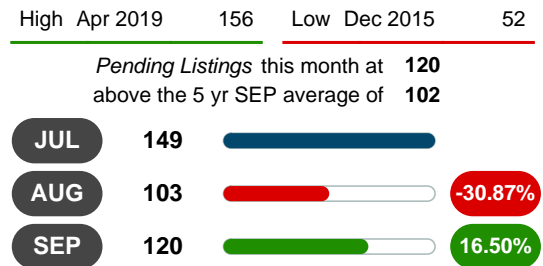 High Apr 2019 156 Low Dec 2015 52
Pending Listings this month at 120
above the 5 yr SEP average of 102
JUL 149
AUG 103 -30.87%
SEP 120 16.50%